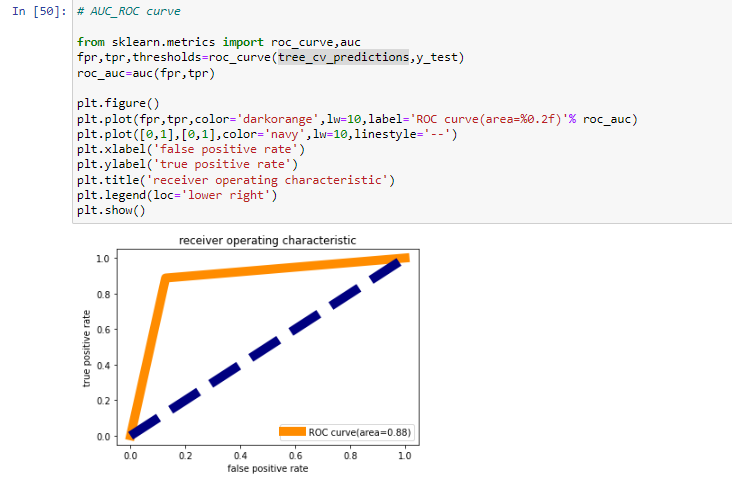 In [50]: # AUC_ROC curve
from sklearn.metrics import roc_curve,auc
fpr,tpr,thresholds=roc_curve(tree_cv_predictions,y_test)
roc_auc=auc(fpr,tpr)
plt.figure()
plt.plot(fpr,tpr,color='darkorange',lw=10,label='ROC curve(area=%0.2f)'% roc_auc)
plt.plot([0,1],[0,1],color='navy',lw=10,linestyle='--')
plt.xlabel('false positive rate')
plt.ylabel('true positive rate')
plt.title('receiver operating characteristic')
plt.legend(loc='lower right')
plt.show()
receiver operating characteristic
1.0
0.8
0.6
0.4
0.2
0.0
true positive rate
ROC curve(area=0.88)
0.0 0.2 0.4 0.6 0.8 1.0
false positive rate